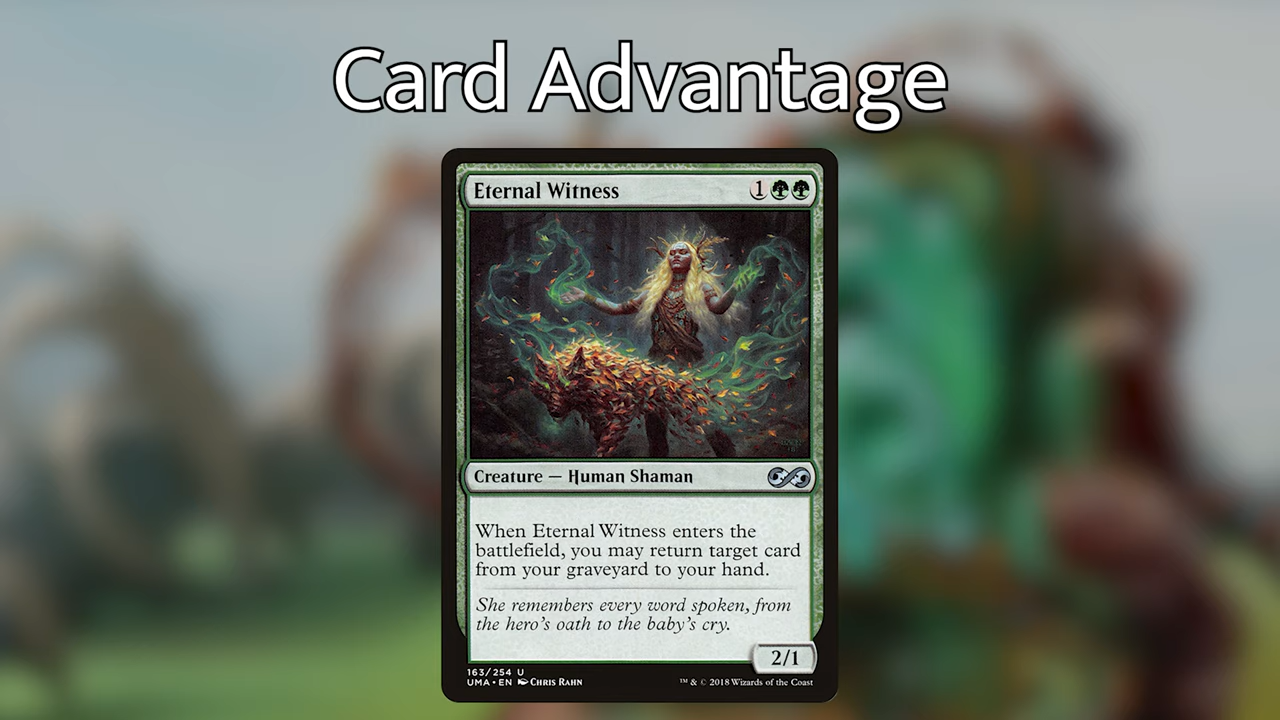 Card Advantage
Eternal Witness 1
Creature — Human Shaman
When Eternal Witness enters the
battlefield, you may return target card
from your graveyard to your hand.
She remembers every word spoken, from
the hero's oath to the baby's cry.
2/1
163/254 U
UMA • EN Chris Rahn
™ & © 2018 Wizards of the Coast